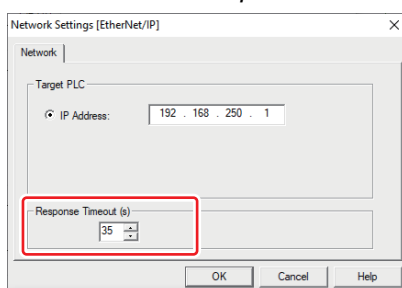 Network Settings [EtherNet/IP]
Network
Target PLC
IP Address: 192 . 168 . 250 . 1
Response Timeout (s)
35
OK Cancel Help